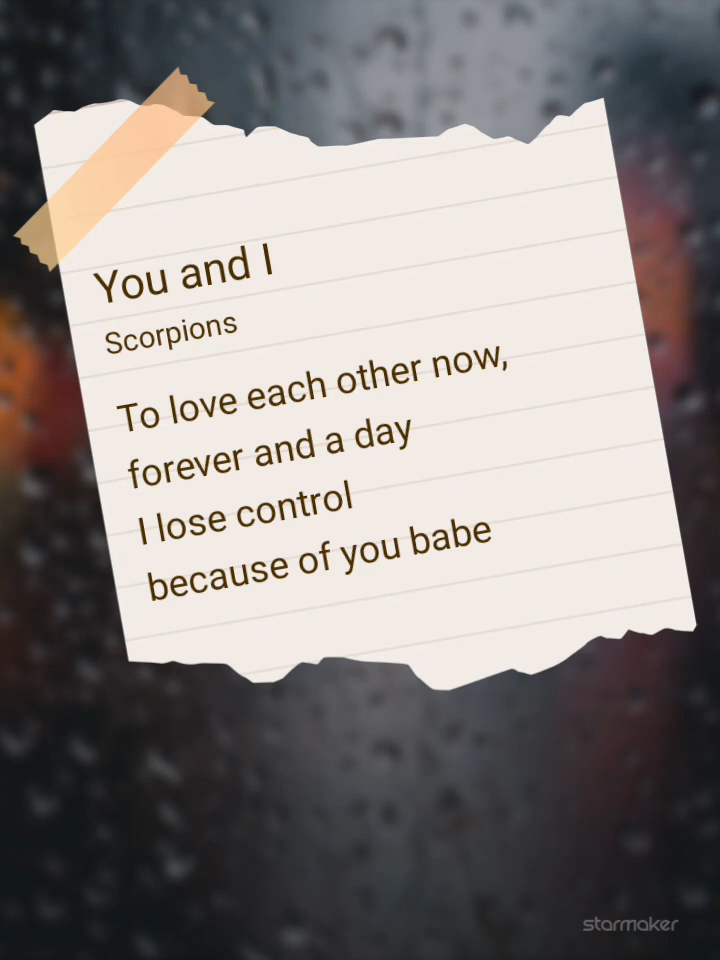 You and I
Scorpions
To love each other now,
forever and a day
I lose control
because of you babe
starmaker